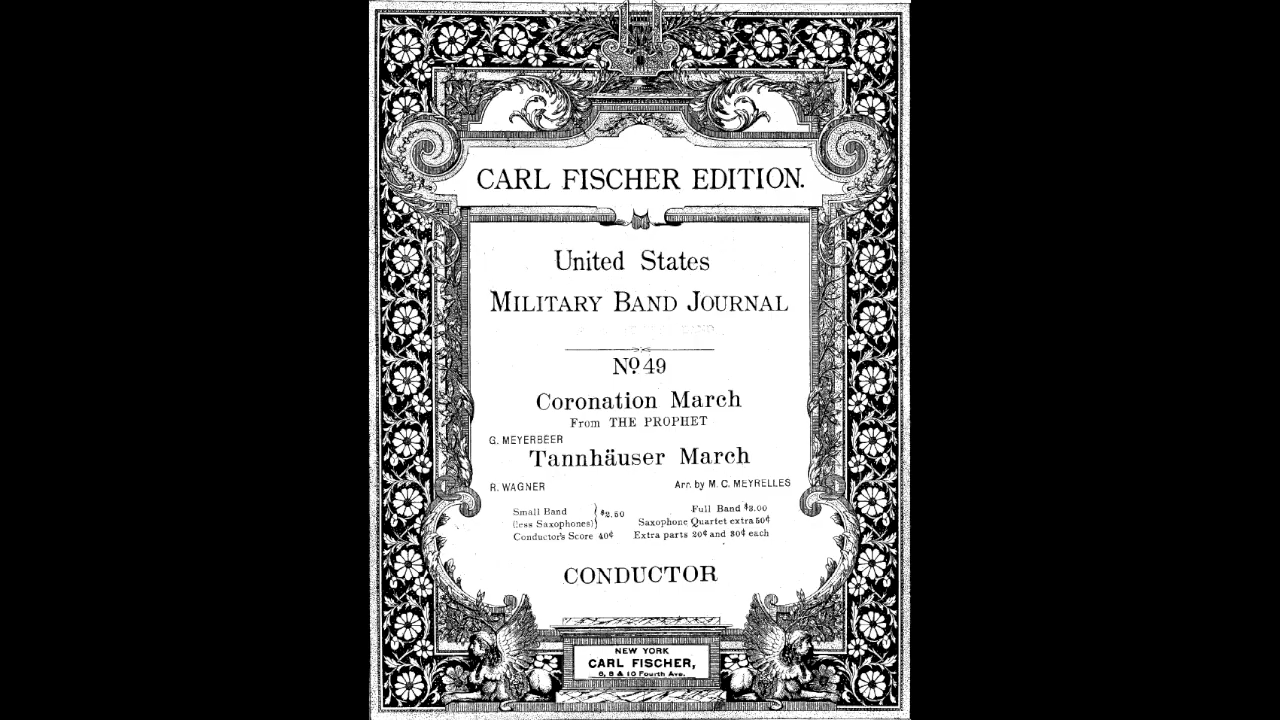 CARL FISCHER EDITION.
United States
MILITARY BAND JOURNAL
No. 49
Coronation March
From THE PROPHET
G. MEYERBEER
Tannhäuser March
R. WAGNER Arr. by M. C. MEYRELLES
Small Band
(less Saxophones) } $2.50
Conductor's Score 40¢
Full Band $3.00
Saxophone Quartet extra 50¢
Extra parts 20¢ and 30¢ each
CONDUCTOR
NEW YORK
CARL FISCHER,
6, 8 & 10 Fourth Ave.